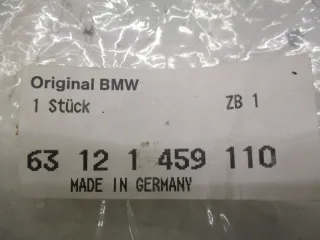 Original BMW
1 Stück ZB 1
63 12 1 459 110
MADE IN GERMANY